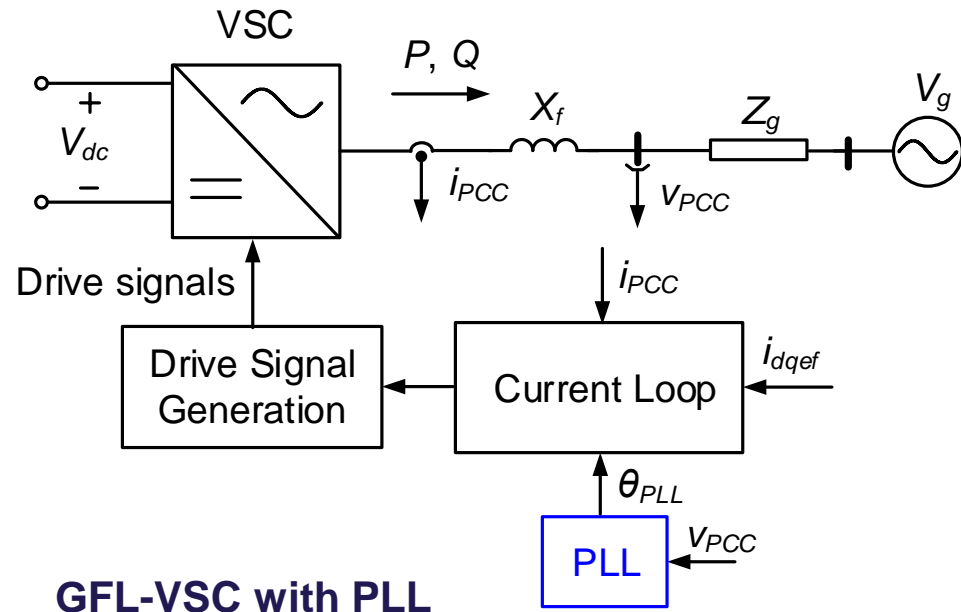 VSC
P, Q
+
V_dc
−
X_f
Z_g
V_g
i_PCC
v_PCC
Drive signals
i_PCC
Drive Signal
Generation
Current Loop
i_dqef
θ_PLL
PLL
v_PCC
GFL-VSC with PLL